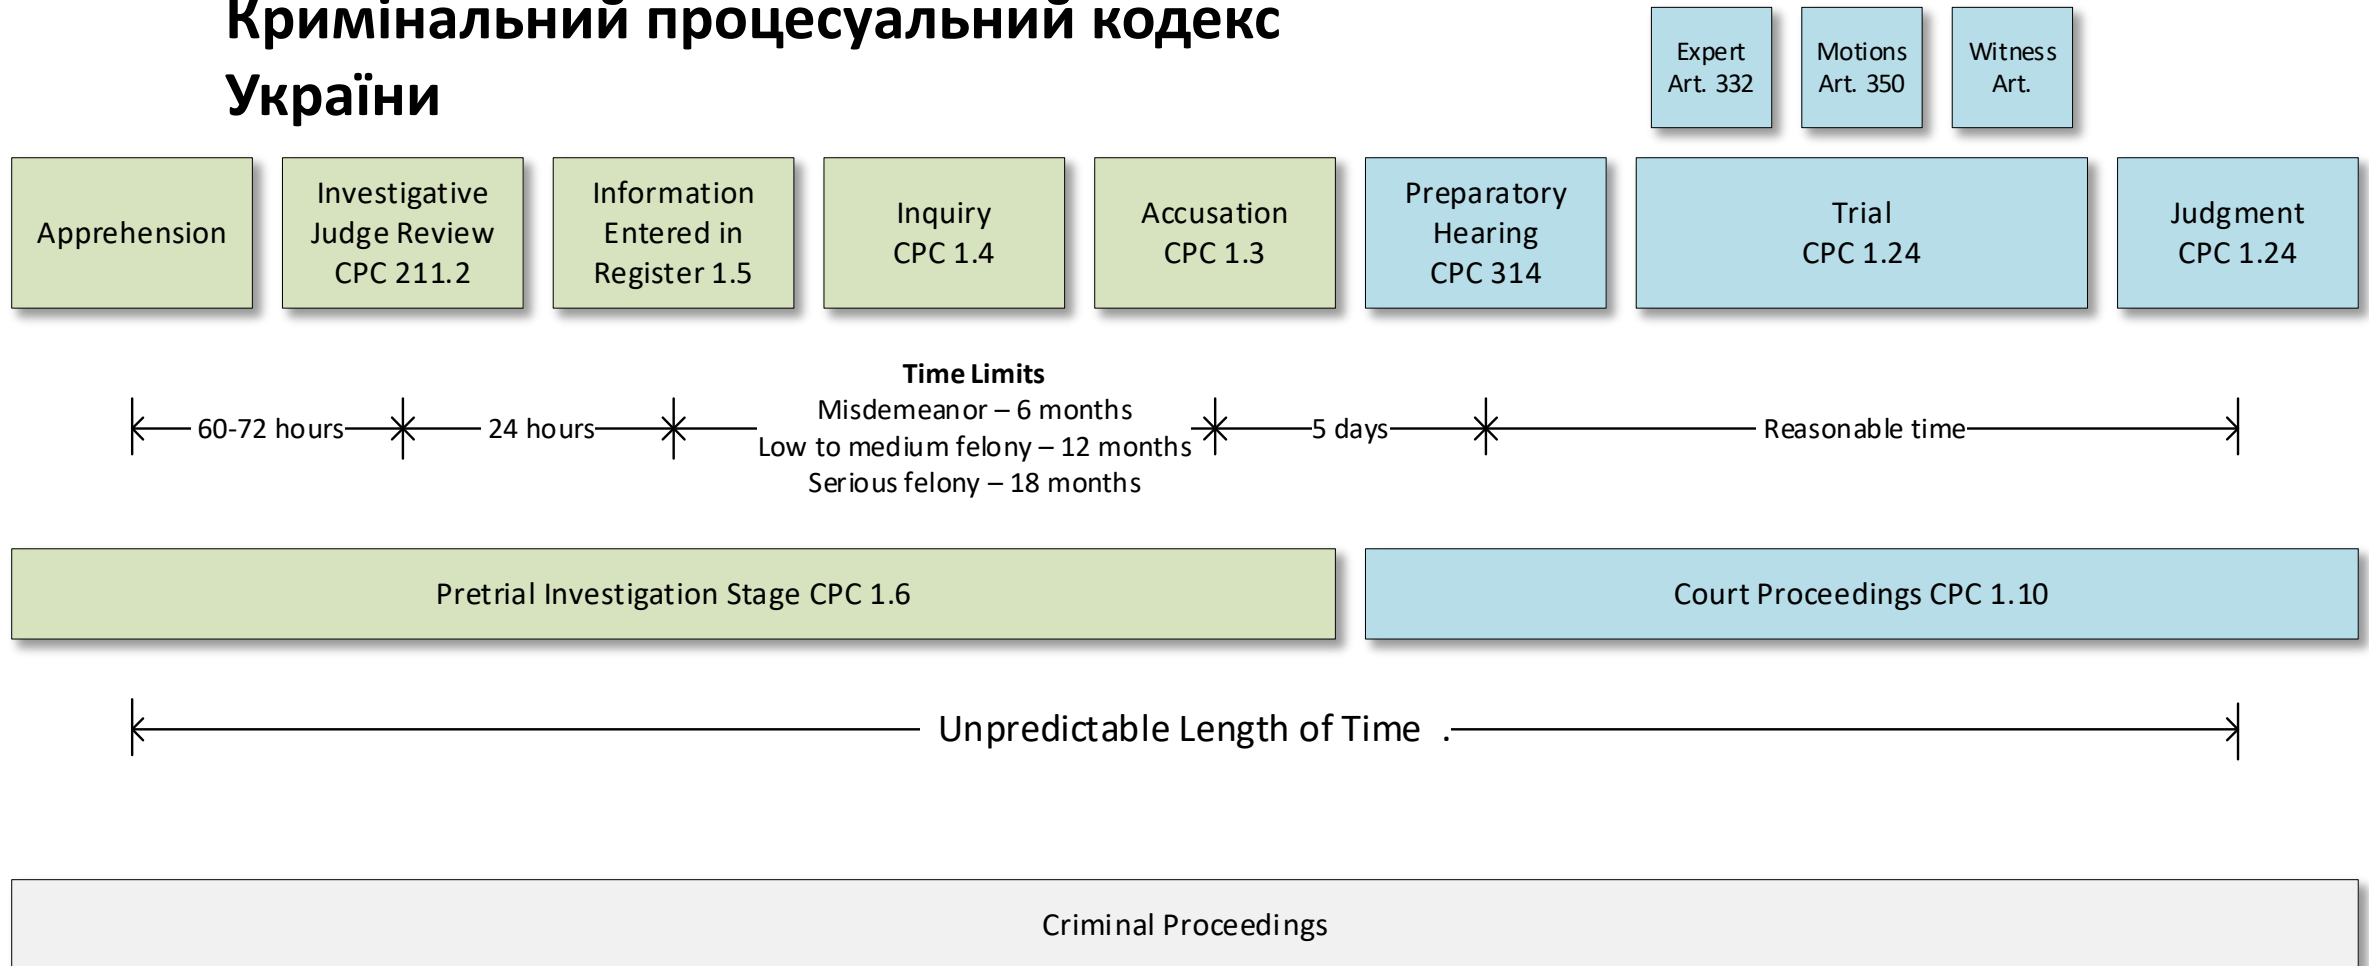 Кримінальний процесуальний кодекс
України
Expert
Art. 332
Motions
Art. 350
Witness
Art.
Apprehension
Investigative
Judge Review
CPC 211.2
Information
Entered in
Register 1.5
Inquiry
CPC 1.4
Accusation
CPC 1.3
Preparatory
Hearing
CPC 314
Trial
CPC 1.24
Judgment
CPC 1.24
60-72 hours
24 hours
Time Limits
Misdemeanor – 6 months
Low to medium felony – 12 months
Serious felony – 18 months
5 days
Reasonable time
Pretrial Investigation Stage CPC 1.6
Court Proceedings CPC 1.10
Unpredictable Length of Time .
Criminal Proceedings